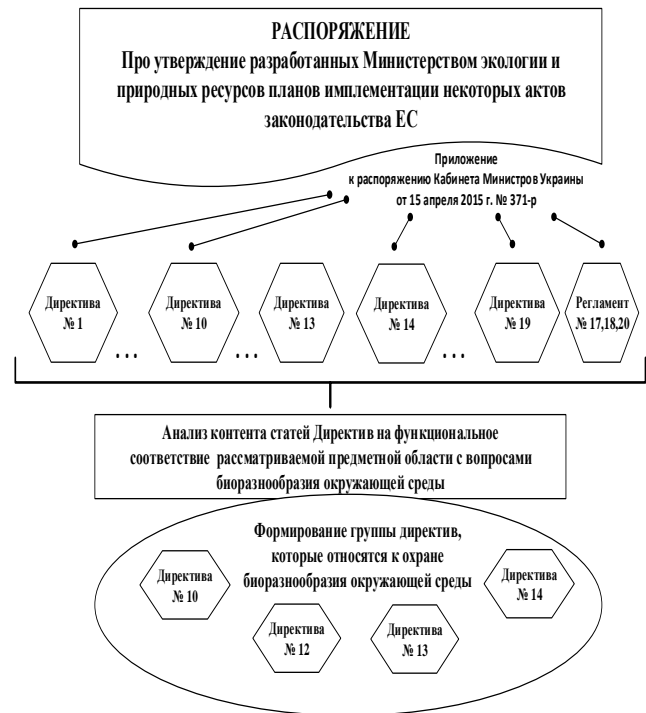 РАСПОРЯЖЕНИЕ
Про утверждение разработанных Министерством экологии и
природных ресурсов планов имплементации некоторых актов
законодательства ЕС
Приложение
к распоряжению Кабинета Министров Украины
от 15 апреля 2015 г. № 371-р
Директива
№ 1
...
Директива
№ 10
...
Директива
№ 13
Директива
№ 14
...
Директива
№ 19
Регламент
№ 17,18,20
Анализ контента статей Директив на функциональное
соответствие рассматриваемой предметной области с вопросами
биоразнообразия окружающей среды
Формирование группы директив,
которые относятся к охране
биоразнообразия окружающей среды
Директива
№ 10
Директива
№ 12
Директива
№ 13
Директива
№ 14